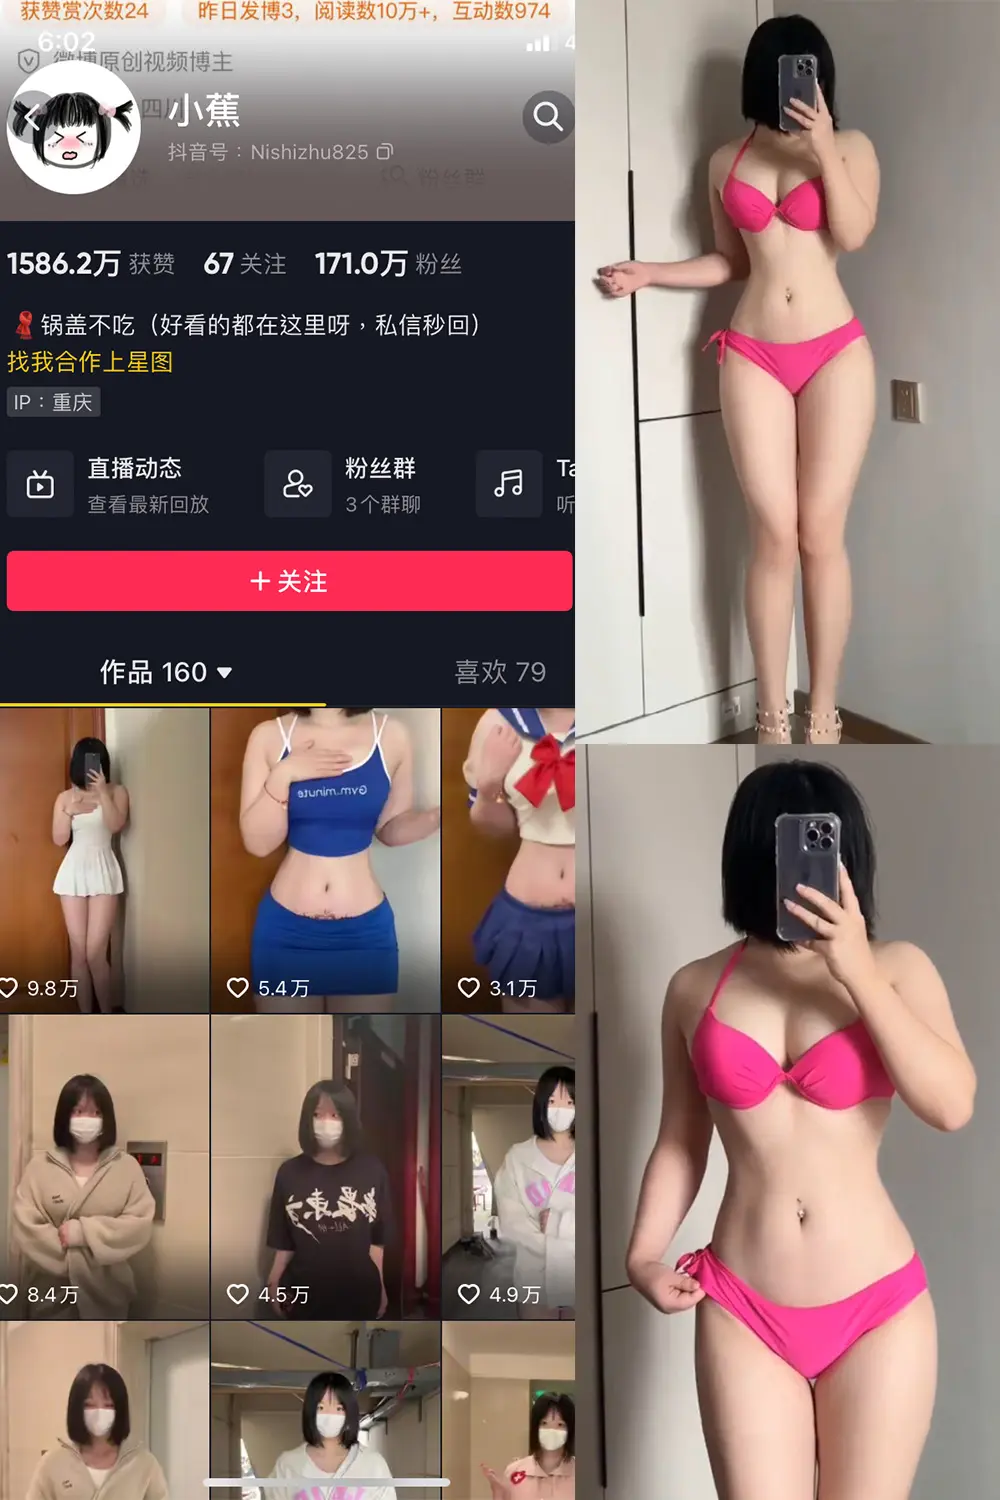 获赞赏次数24 昨日发博3，阅读数10万+，互动数974
6:02
微博原创视频博主
小蕉
抖音号：Nishizhu825
粉丝群
1586.2万 获赞 67 关注 171.0万 粉丝
锅盖不吃（好看的都在这里呀，私信秒回）
找我合作上星图
IP：重庆
直播动态 粉丝群
查看最新回放 3个群聊 听
+ 关注
作品 160 喜欢 79
Gym.minute
9.8万 5.4万 3.1万
8.4万 4.5万 4.9万